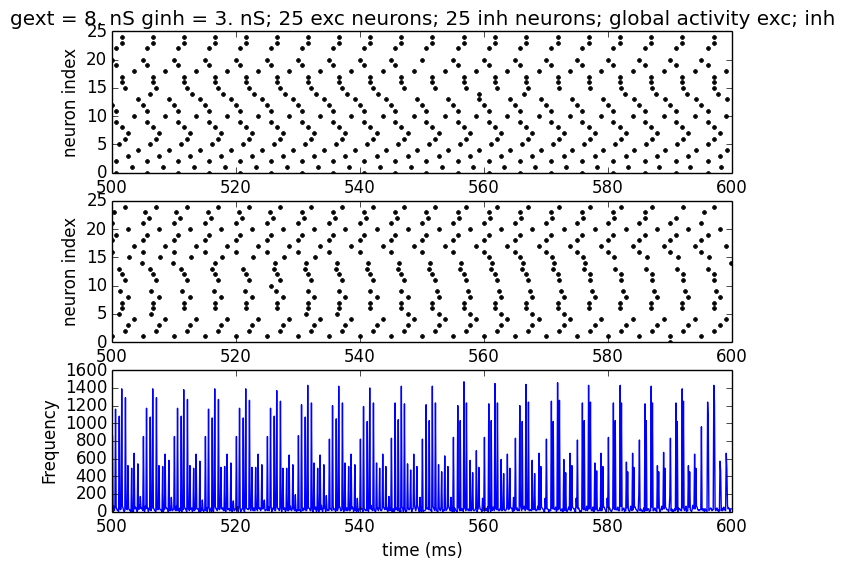 gext = 8. nS ginh = 3. nS; 25 exc neurons; 25 inh neurons; global activity exc; inh
25
20
15
10
5
0
neuron index
500 520 540 560 580 600
25
20
15
10
5
0
neuron index
500 520 540 560 580 600
1600
1400
1200
1000
800
600
400
200
0
Frequency
500 520 540 560 580 600
time (ms)